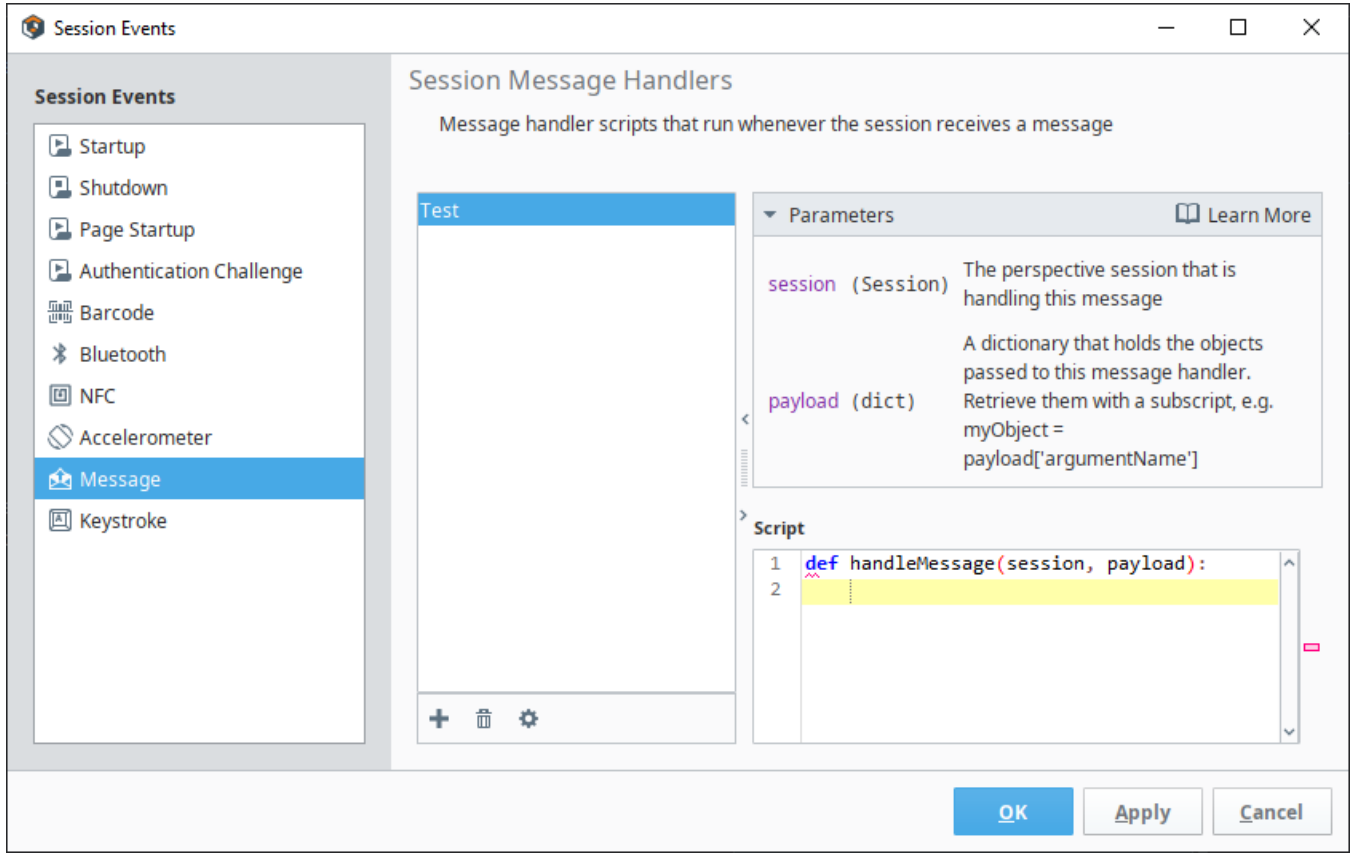 Session Events
Session Events
Startup
Shutdown
Page Startup
Authentication Challenge
Barcode
Bluetooth
NFC
Accelerometer
Message
Keystroke
Session Message Handlers
Message handler scripts that run whenever the session receives a message
Test
Parameters
Learn More
session (Session)
The perspective session that is
handling this message
payload (dict)
A dictionary that holds the objects
passed to this message handler.
Retrieve them with a subscript, e.g.
myObject =
payload['argumentName']
Script
1 def handleMessage(session, payload):
2
OK
Apply
Cancel